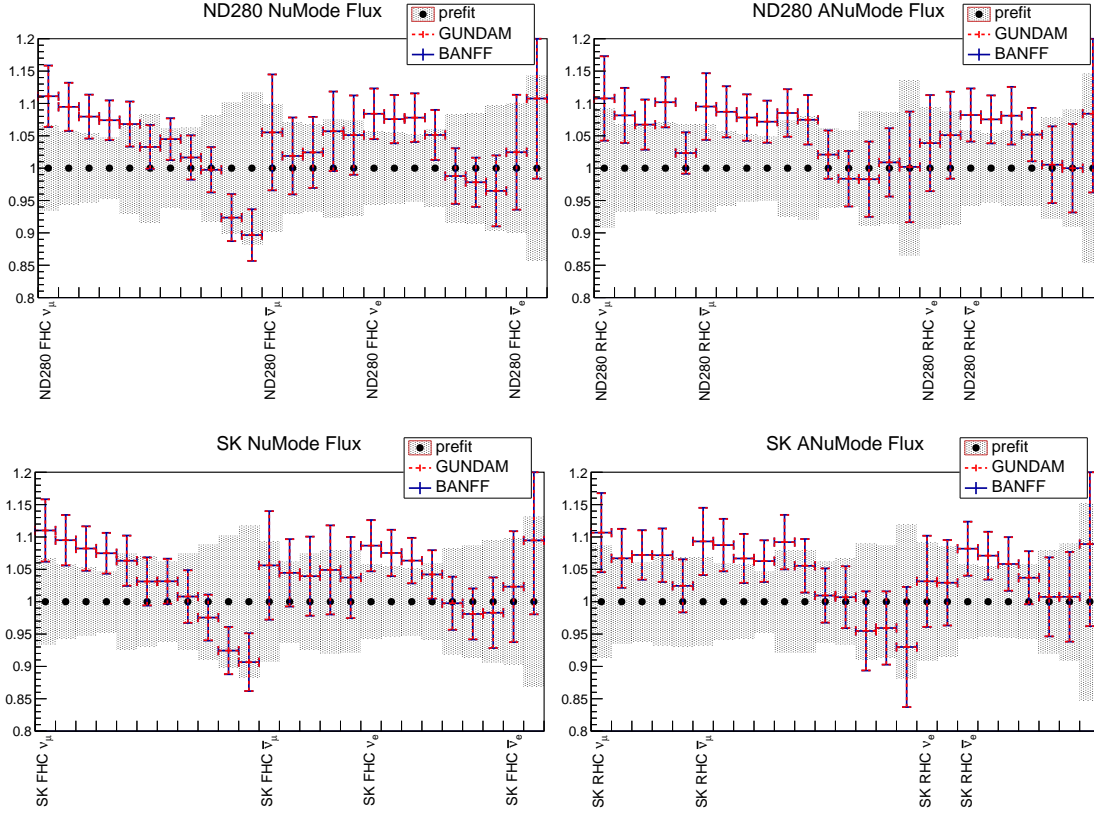 ND280 NuMode Flux
prefit
GUNDAM
BANFF
1.2
1.15
1.1
1.05
1
0.95
0.9
0.85
0.8
ND280 FHC νμ
ND280 FHC ν̅μ
ND280 FHC νe
ND280 FHC ν̅e
ND280 ANuMode Flux
prefit
GUNDAM
BANFF
1.2
1.15
1.1
1.05
1
0.95
0.9
0.85
0.8
ND280 RHC νμ
ND280 RHC ν̅μ
ND280 RHC νe
ND280 RHC ν̅e
SK NuMode Flux
prefit
GUNDAM
BANFF
1.2
1.15
1.1
1.05
1
0.95
0.9
0.85
0.8
SK FHC νμ
SK FHC ν̅μ
SK FHC νe
SK FHC ν̅e
SK ANuMode Flux
prefit
GUNDAM
BANFF
1.2
1.15
1.1
1.05
1
0.95
0.9
0.85
0.8
SK RHC νμ
SK RHC ν̅μ
SK RHC νe
SK RHC ν̅e